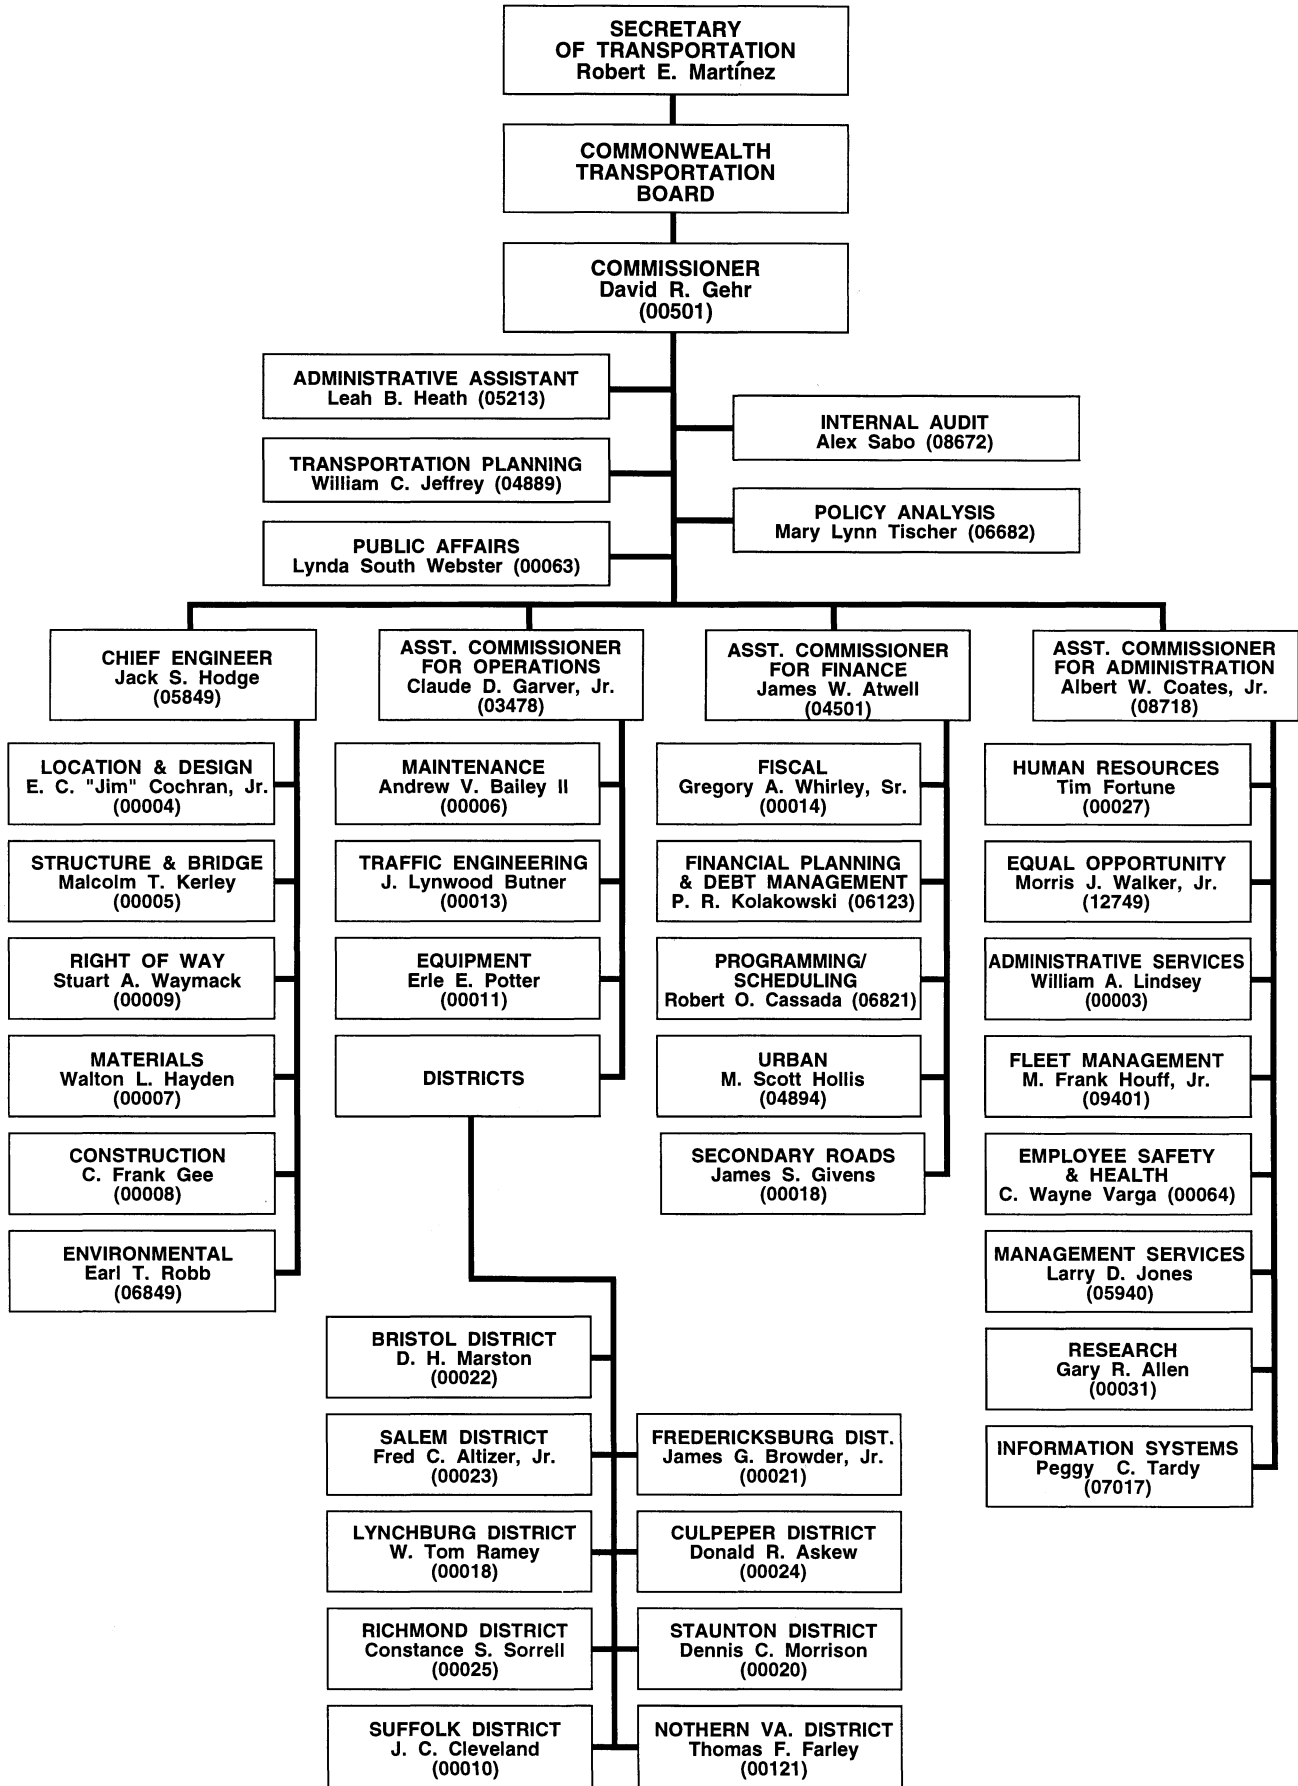 SECRETARY
OF TRANSPORTATION
Robert E. Martínez
COMMONWEALTH
TRANSPORTATION
BOARD
COMMISSIONER
David R. Gehr
(00501)
ADMINISTRATIVE ASSISTANT
Leah B. Heath (05213)
INTERNAL AUDIT
Alex Sabo (08672)
TRANSPORTATION PLANNING
William C. Jeffrey (04889)
POLICY ANALYSIS
Mary Lynn Tischer (06682)
PUBLIC AFFAIRS
Lynda South Webster (00063)
CHIEF ENGINEER
Jack S. Hodge
(05849)
LOCATION & DESIGN
E. C. "Jim" Cochran, Jr.
(00004)
STRUCTURE & BRIDGE
Malcolm T. Kerley
(00005)
RIGHT OF WAY
Stuart A. Waymack
(00009)
MATERIALS
Walton L. Hayden
(00007)
CONSTRUCTION
C. Frank Gee
(00008)
ENVIRONMENTAL
Earl T. Robb
(06849)
ASST. COMMISSIONER
FOR OPERATIONS
Claude D. Garver, Jr.
(03478)
MAINTENANCE
Andrew V. Bailey II
(00006)
TRAFFIC ENGINEERING
J. Lynwood Butner
(00013)
EQUIPMENT
Erle E. Potter
(00011)
DISTRICTS
BRISTOL DISTRICT
D. H. Marston
(00022)
SALEM DISTRICT
Fred C. Altizer, Jr.
(00023)
LYNCHBURG DISTRICT
W. Tom Ramey
(00018)
RICHMOND DISTRICT
Constance S. Sorrell
(00025)
SUFFOLK DISTRICT
J. C. Cleveland
(00010)
FREDERICKSBURG DIST.
James G. Browder, Jr.
(00021)
CULPEPER DISTRICT
Donald R. Askew
(00024)
STAUNTON DISTRICT
Dennis C. Morrison
(00020)
NOTHERN VA. DISTRICT
Thomas F. Farley
(00121)
ASST. COMMISSIONER
FOR FINANCE
James W. Atwell
(04501)
FISCAL
Gregory A. Whirley, Sr.
(00014)
FINANCIAL PLANNING
& DEBT MANAGEMENT
P. R. Kolakowski (06123)
PROGRAMMING/
SCHEDULING
Robert O. Cassada (06821)
URBAN
M. Scott Hollis
(04894)
SECONDARY ROADS
James S. Givens
(00018)
ASST. COMMISSIONER
FOR ADMINISTRATION
Albert W. Coates, Jr.
(08718)
HUMAN RESOURCES
Tim Fortune
(00027)
EQUAL OPPORTUNITY
Morris J. Walker, Jr.
(12749)
ADMINISTRATIVE SERVICES
William A. Lindsey
(00003)
FLEET MANAGEMENT
M. Frank Houff, Jr.
(09401)
EMPLOYEE SAFETY
& HEALTH
C. Wayne Varga (00064)
MANAGEMENT SERVICES
Larry D. Jones
(05940)
RESEARCH
Gary R. Allen
(00031)
INFORMATION SYSTEMS
Peggy C. Tardy
(07017)